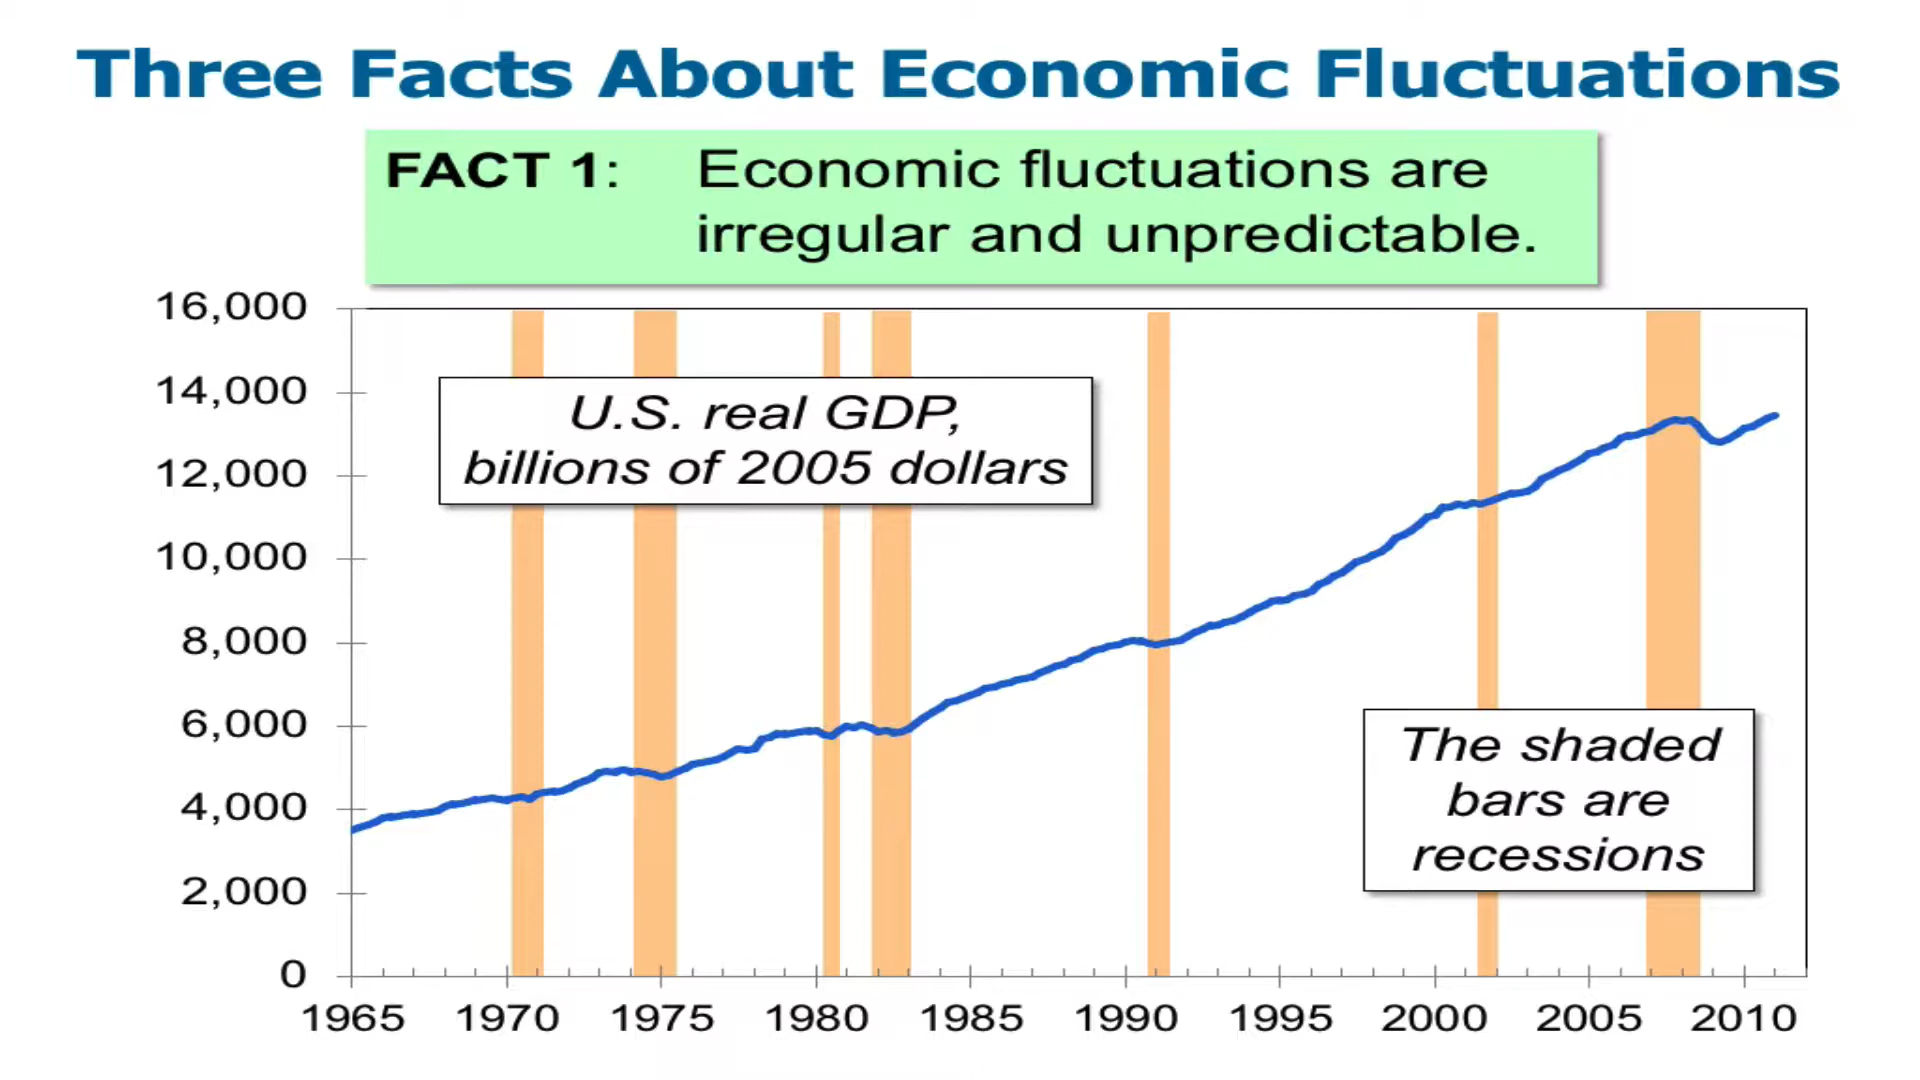 Three Facts About Economic Fluctuations
FACT 1: Economic fluctuations are
irregular and unpredictable.
16,000
14,000
12,000
10,000
8,000
6,000
4,000
2,000
0
U.S. real GDP,
billions of 2005 dollars
The shaded
bars are
recessions
1965 1970 1975 1980 1985 1990 1995 2000 2005 2010